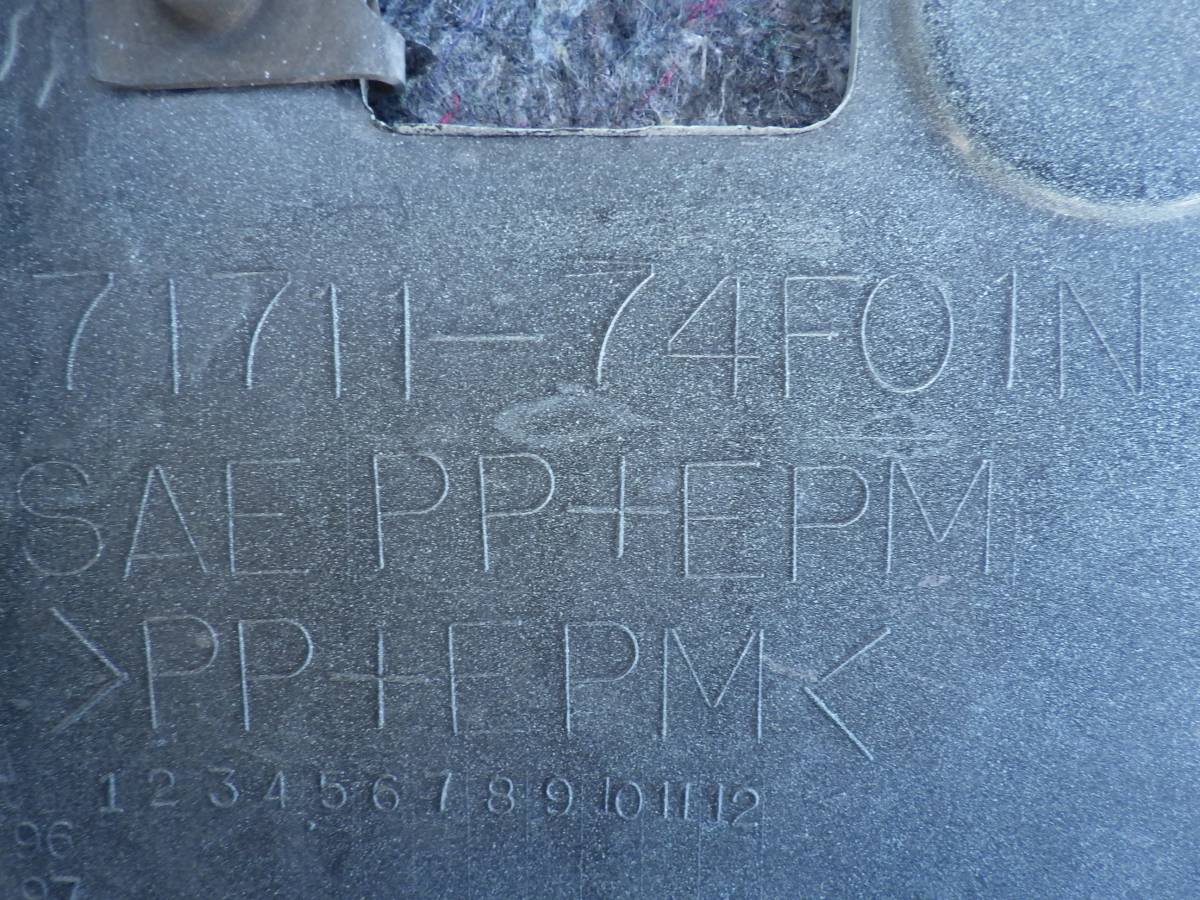 71711-74F01N
SAE PP+EPM
>PP+EPM<
1 2 3 4 5 6 7 8 9 10 11 12
96
97